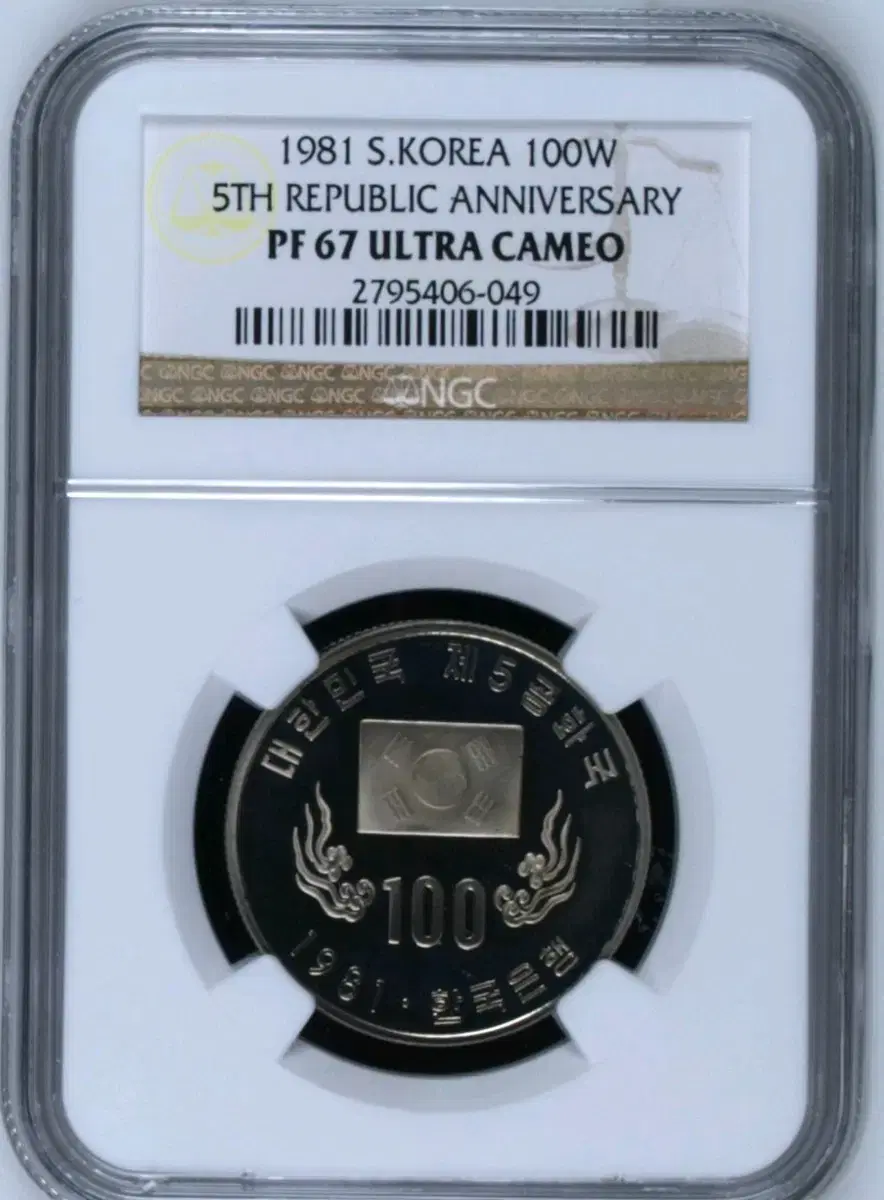 1981 S.KOREA 100W
5TH REPUBLIC ANNIVERSARY
PF 67 ULTRA CAMEO
2795406-049
NGC
대한민국 제5공화국
100
1981·한국은행